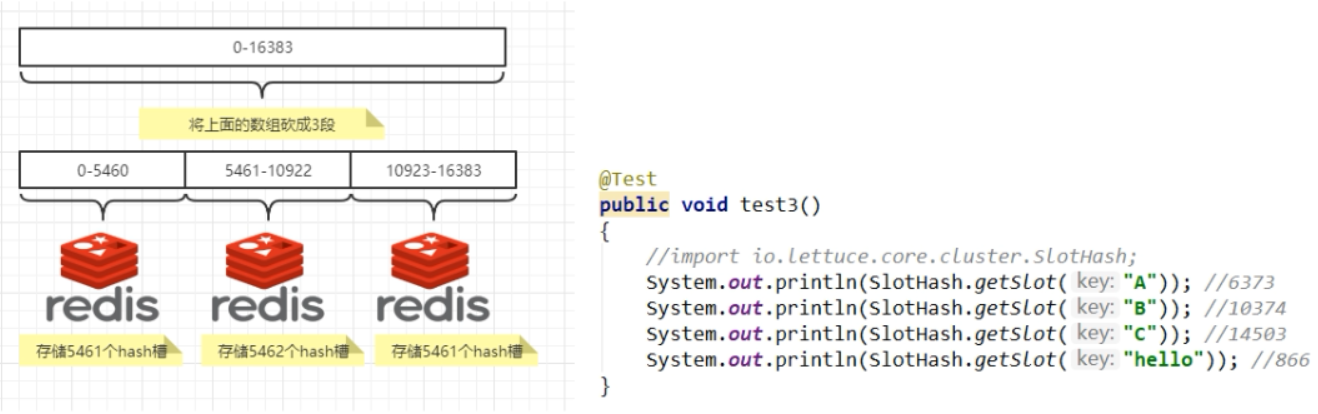 0-16383
将上面的数组砍成3段
0-5460
5461-10922
10923-16383
redis
redis
redis
存储5461个hash槽
存储5462个hash槽
存储5461个hash槽
@Test
public void test3()
{
//import io.lettuce.core.cluster.SlotHash;
System.out.println(SlotHash.getSlot( key: "A")); //6373
System.out.println(SlotHash.getSlot( key: "B")); //10374
System.out.println(SlotHash.getSlot( key: "C")); //14503
System.out.println(SlotHash.getSlot( key: "hello")); //866
}